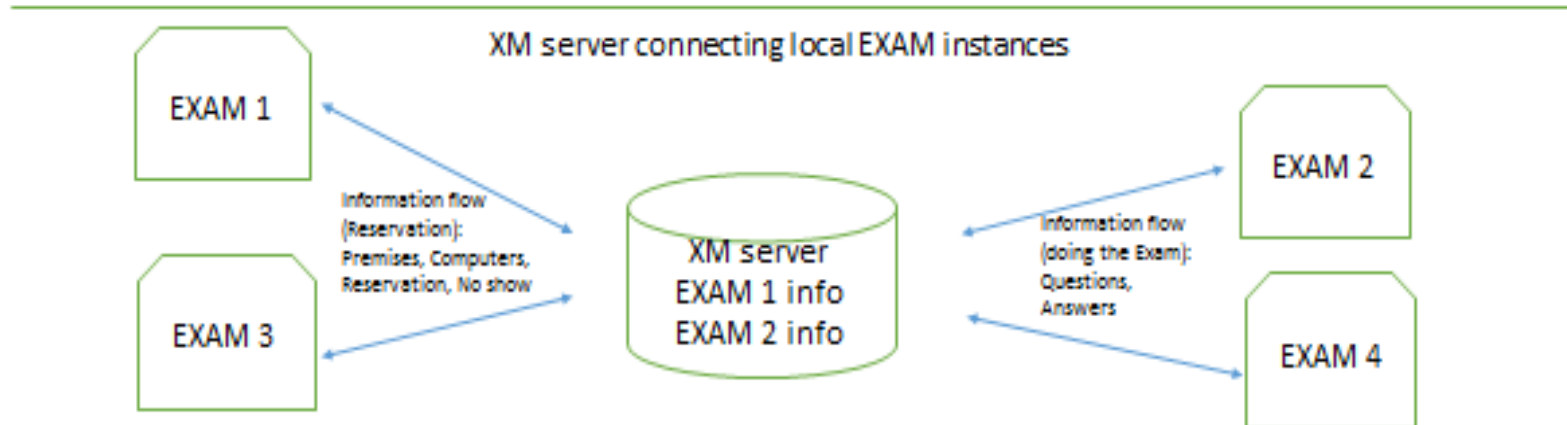 XM server connecting local EXAM instances
EXAM 1
Information flow
(Reservation):
Premises, Computers,
Reservation, No show
EXAM 3
XM server
EXAM 1 info
EXAM 2 info
EXAM 2
Information flow
(doing the Exam):
Questions,
Answers
EXAM 4